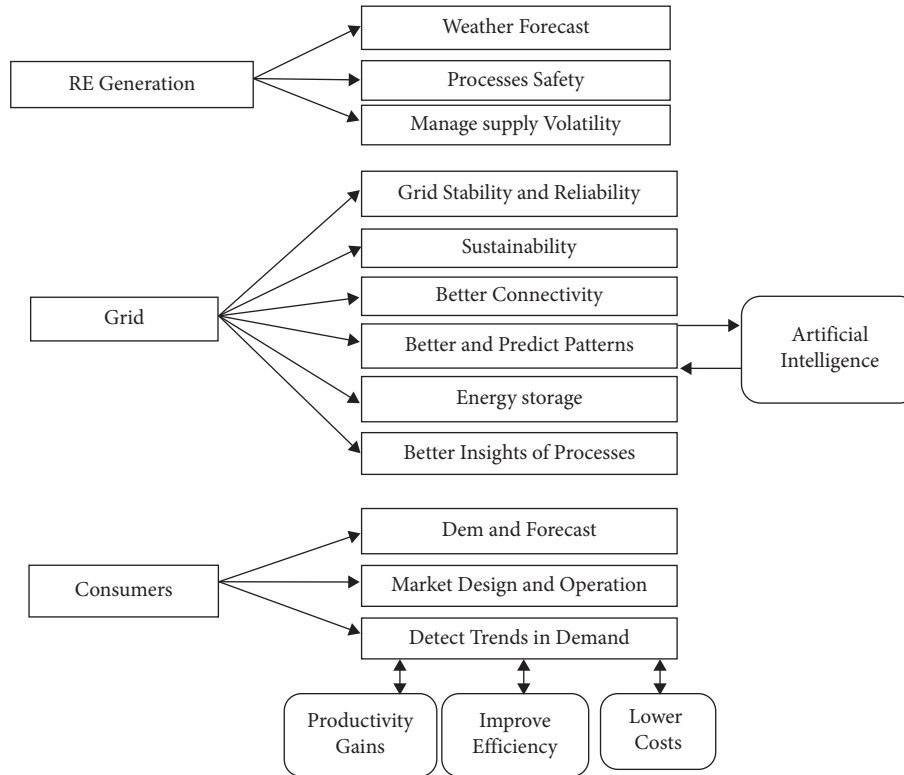 Weather Forecast
RE Generation
Processes Safety
Manage supply Volatility
Grid Stability and Reliability
Sustainability
Better Connectivity
Grid
Better and Predict Patterns
Artificial
Intelligence
Energy storage
Better Insights of Processes
Dem and Forecast
Consumers
Market Design and Operation
Detect Trends in Demand
Productivity
Gains
Improve
Efficiency
Lower
Costs